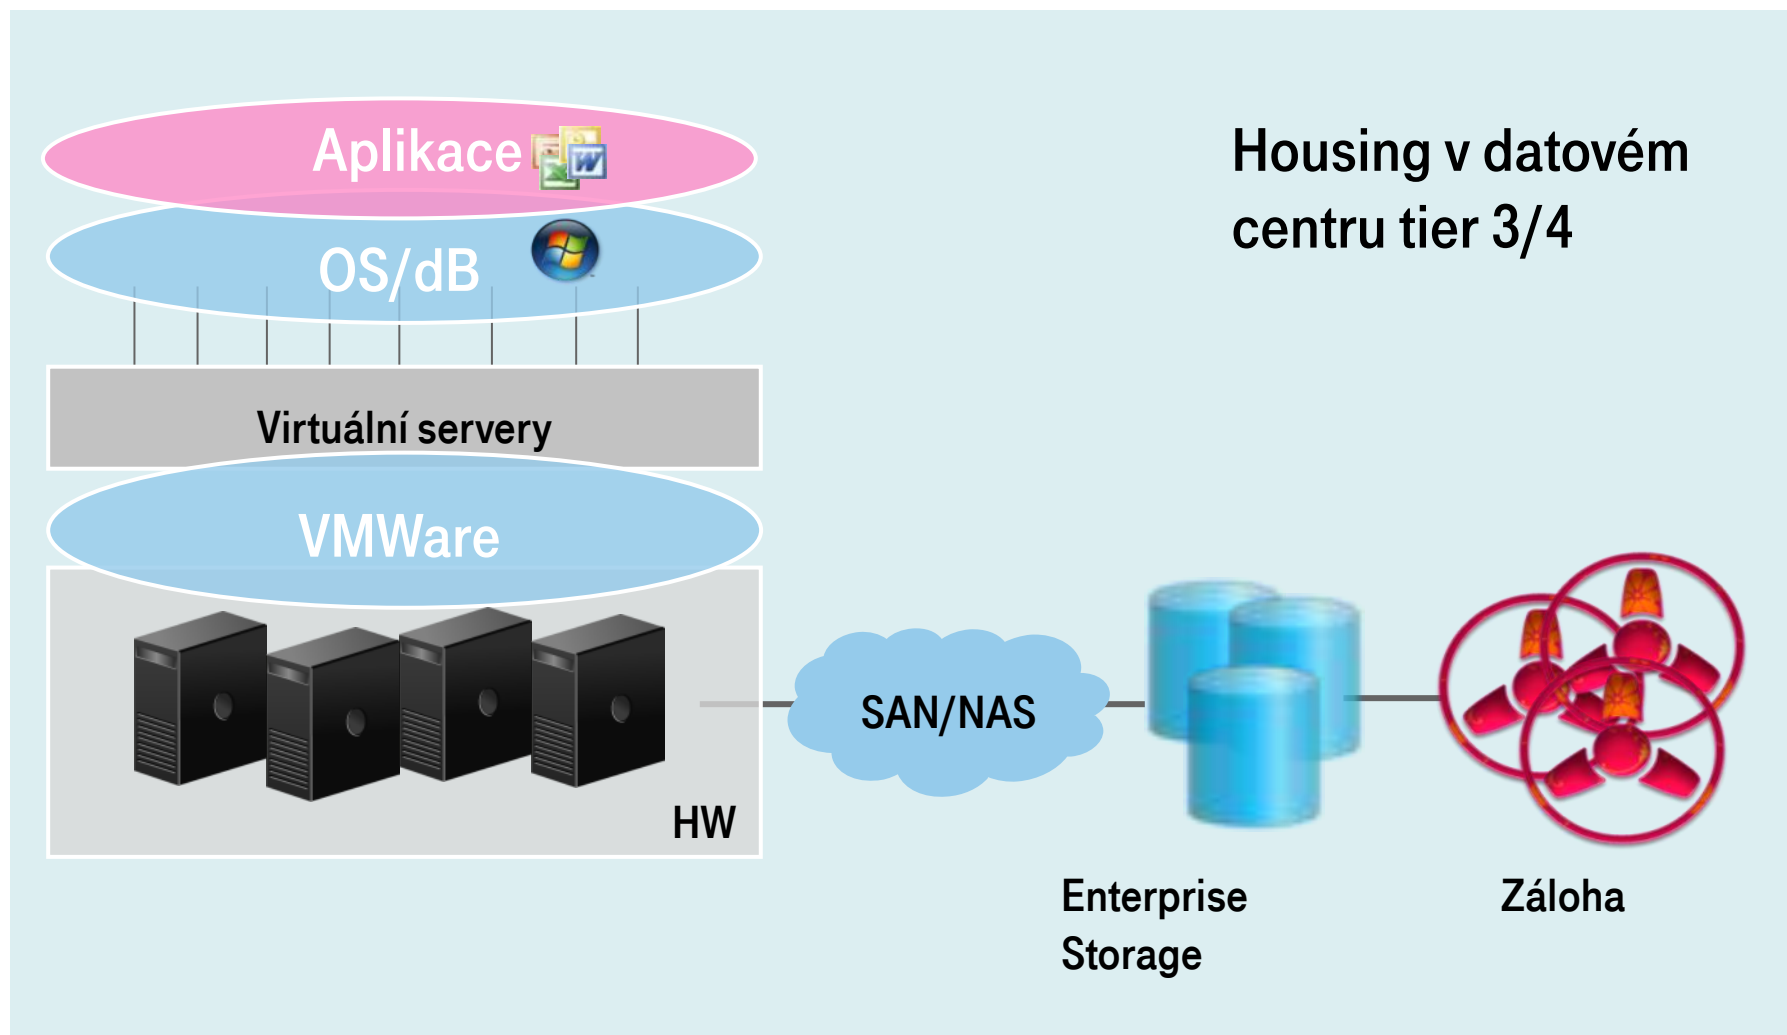 Aplikace
Housing v datovém
centru tier 3/4
OS/dB
Virtuální servery
VMWare
SAN/NAS
HW
Enterprise
Storage
Záloha